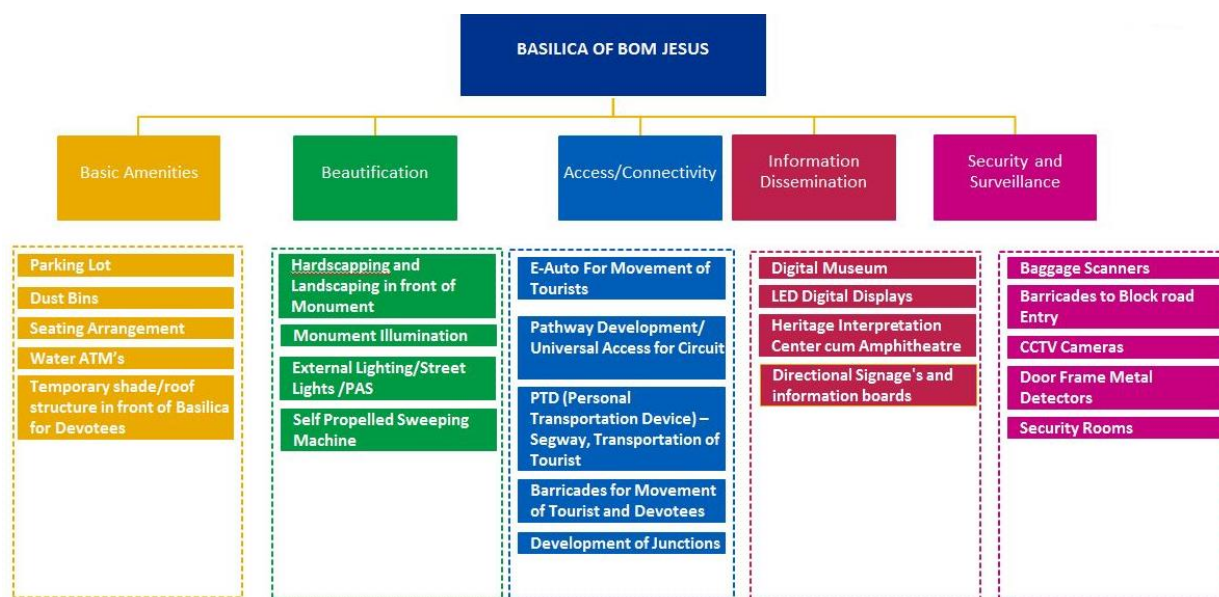 BASILICA OF BOM JESUS
Basic Amenities
Beautification
Access/Connectivity
Information
Dissemination
Security and
Surveillance
Parking Lot
Dust Bins
Seating Arrangement
Water ATM's
Temporary shade/roof
structure in front of Basilica
for Devotees
Hardscapping and
Landscaping in front of
Monument
Monument Illumination
External Lighting/Street
Lights /PAS
Self Propelled Sweeping
Machine
E-Auto For Movement of
Tourists
Pathway Development/
Universal Access for Circuit
PTD (Personal
Transportation Device) –
Segway, Transportation of
Tourist
Barricades for Movement
of Tourist and Devotees
Development of Junctions
Digital Museum
LED Digital Displays
Heritage Interpretation
Center cum Amphitheatre
Directional Signage's and
information boards
Baggage Scanners
Barricades to Block road
Entry
CCTV Cameras
Door Frame Metal
Detectors
Security Rooms